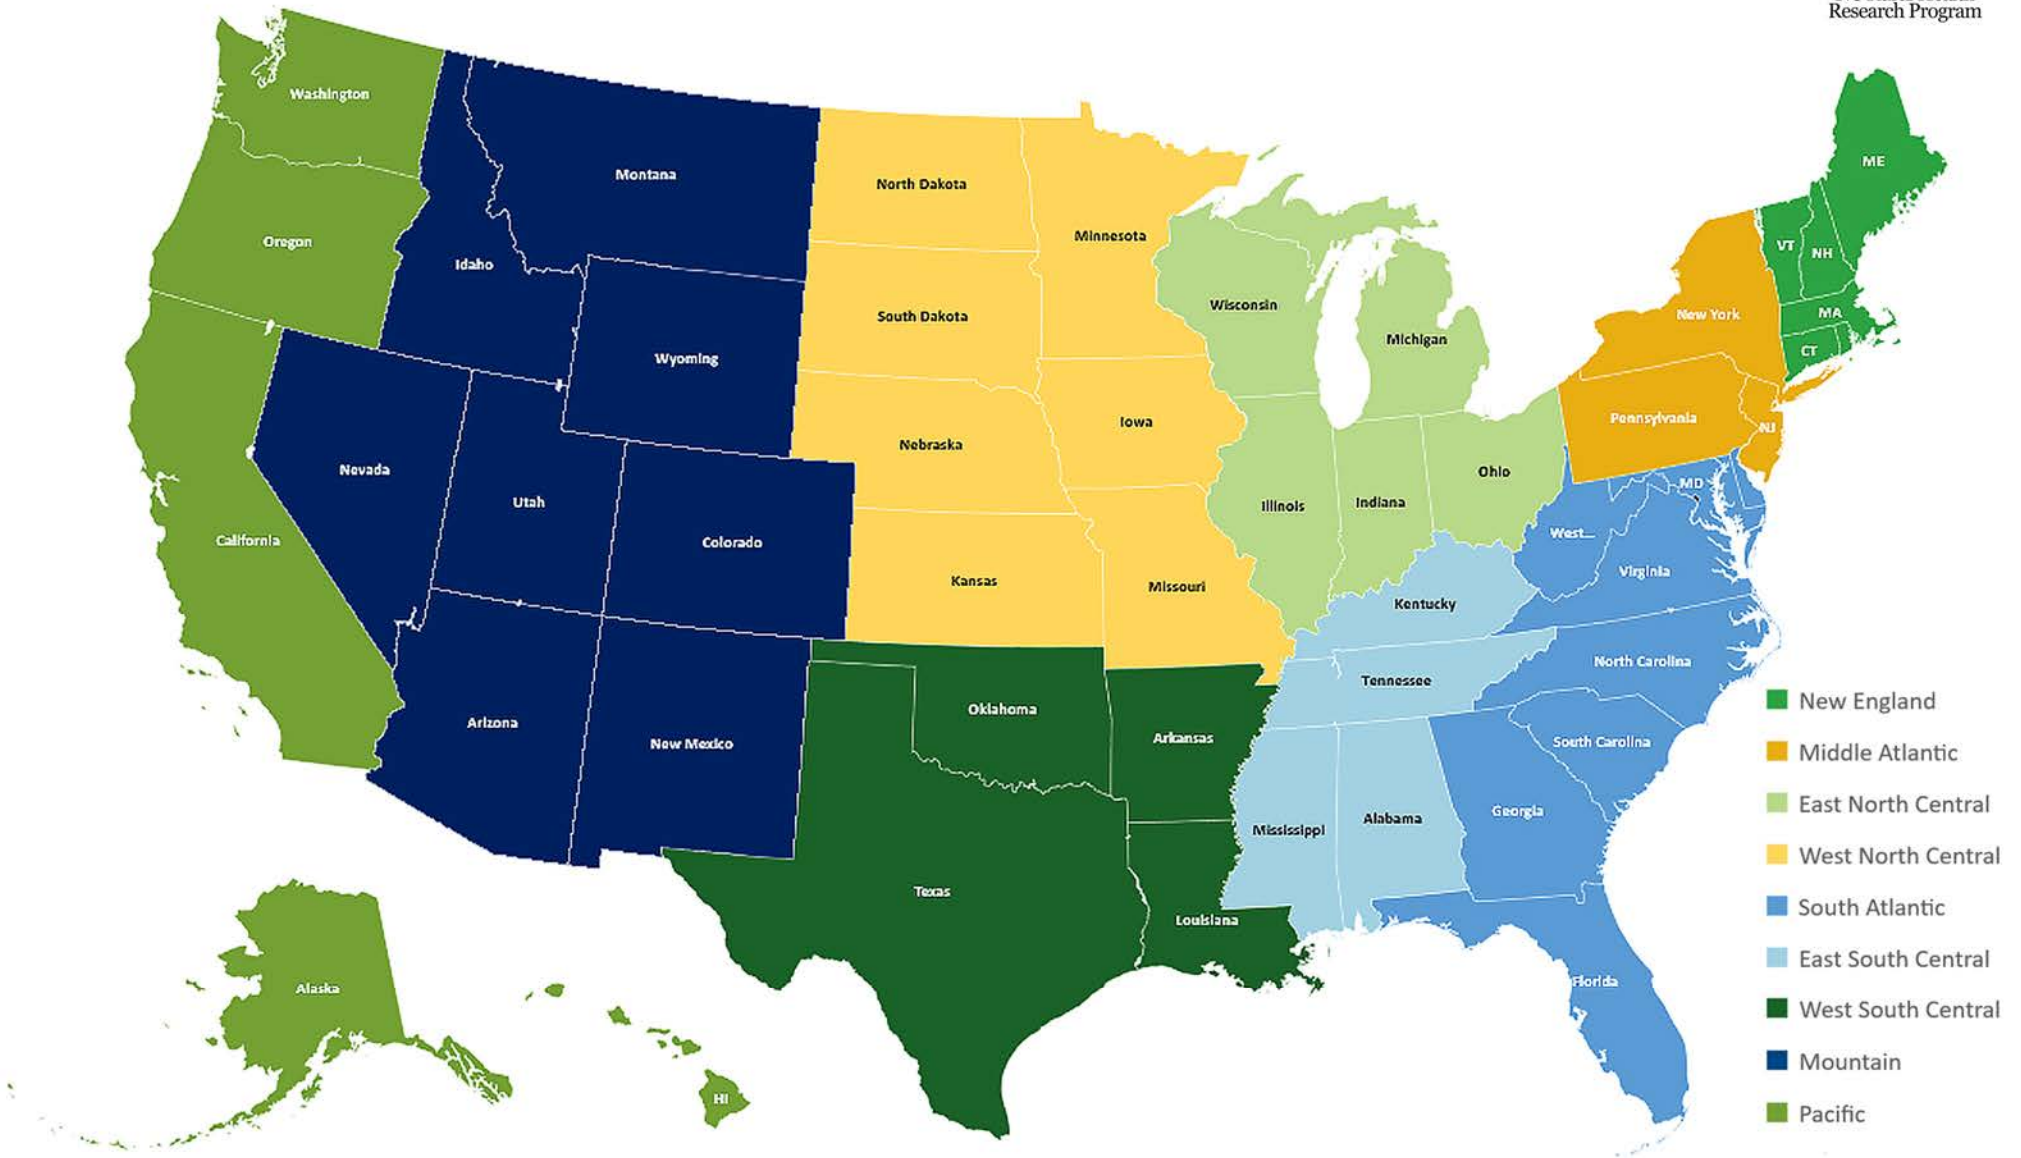 Research Program
Washington
Montana
North Dakota
Minnesota
ME
Oregon
Idaho
VT
NH
Wisconsin
South Dakota
New York
MA
Michigan
CT
Wyoming
Iowa
Pennsylvania
NJ
Nebraska
Nevada
Ohio
MD
Utah
Illinois
Indiana
West...
California
Colorado
Virginia
Kansas
Missouri
Kentucky
North Carolina
Tennessee
New England
Oklahoma
Arizona
New Mexico
Arkansas
South Carolina
Middle Atlantic
East North Central
Georgia
Alabama
Mississippi
West North Central
Texas
South Atlantic
Louisiana
East South Central
Florida
Alaska
West South Central
Mountain
HI
Pacific